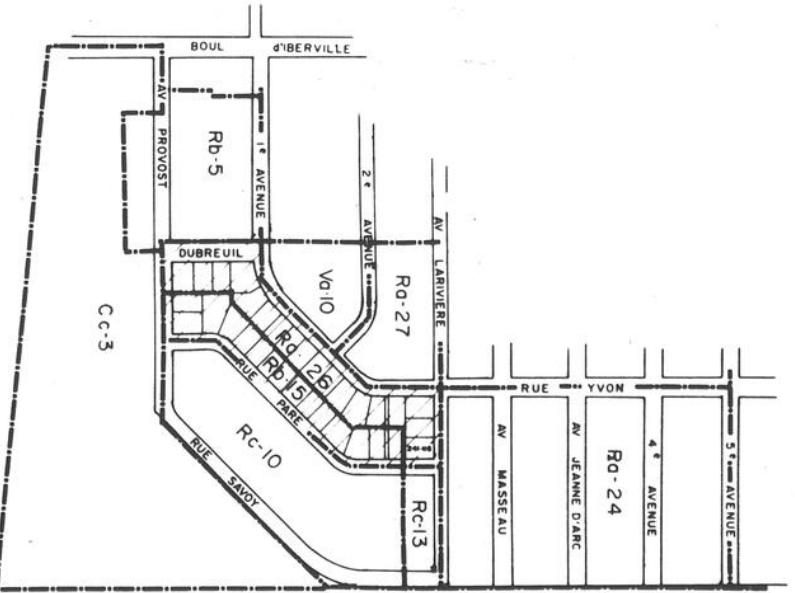 BOUL d'IBERVILLE
AV PROVOST
Rb-5
1e AVENUE
2e AVENUE
AV LARIVIÈRE
DUBREUIL
Va-10
Ra-27
Cc-3
Ra-26
Rb-15
RUE PARE
RUE YVON
Rc-10
RUE SAVOY
Rc-13
AV MASSEAU
AV JEANNE D'ARC
Ra-24
4e AVENUE
5e AVENUE